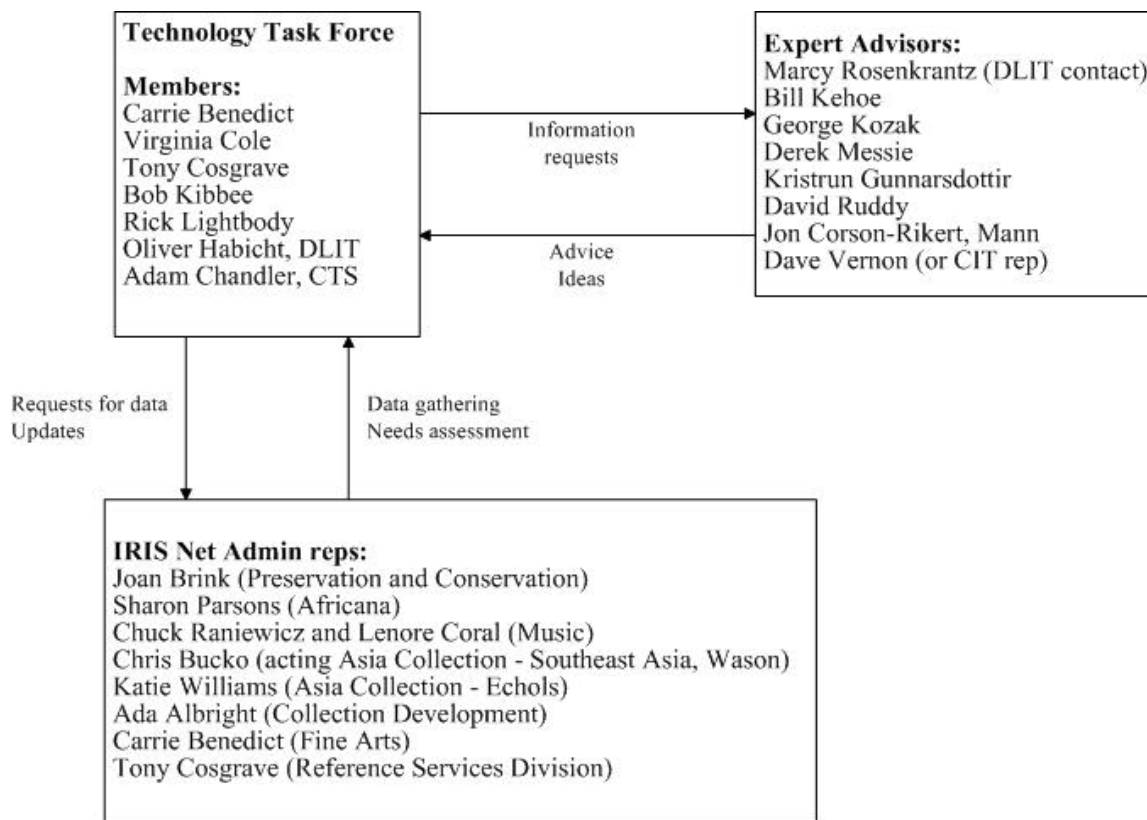 Technology Task Force
Members:
Carrie Benedict
Virginia Cole
Tony Cosgrave
Bob Kibbee
Rick Lightbody
Oliver Habicht, DLIT
Adam Chandler, CTS
Information
requests
Advice
Ideas
Expert Advisors:
Marcy Rosenkrantz (DLIT contact)
Bill Kehoe
George Kozak
Derek Messie
Kristrun Gunnarsdottir
David Ruddy
Jon Corson-Rikert, Mann
Dave Vernon (or CIT rep)
Requests for data
Updates
Data gathering
Needs assessment
IRIS Net Admin reps:
Joan Brink (Preservation and Conservation)
Sharon Parsons (Africana)
Chuck Raniewicz and Lenore Coral (Music)
Chris Bucko (acting Asia Collection - Southeast Asia, Wason)
Katie Williams (Asia Collection - Echols)
Ada Albright (Collection Development)
Carrie Benedict (Fine Arts)
Tony Cosgrave (Reference Services Division)